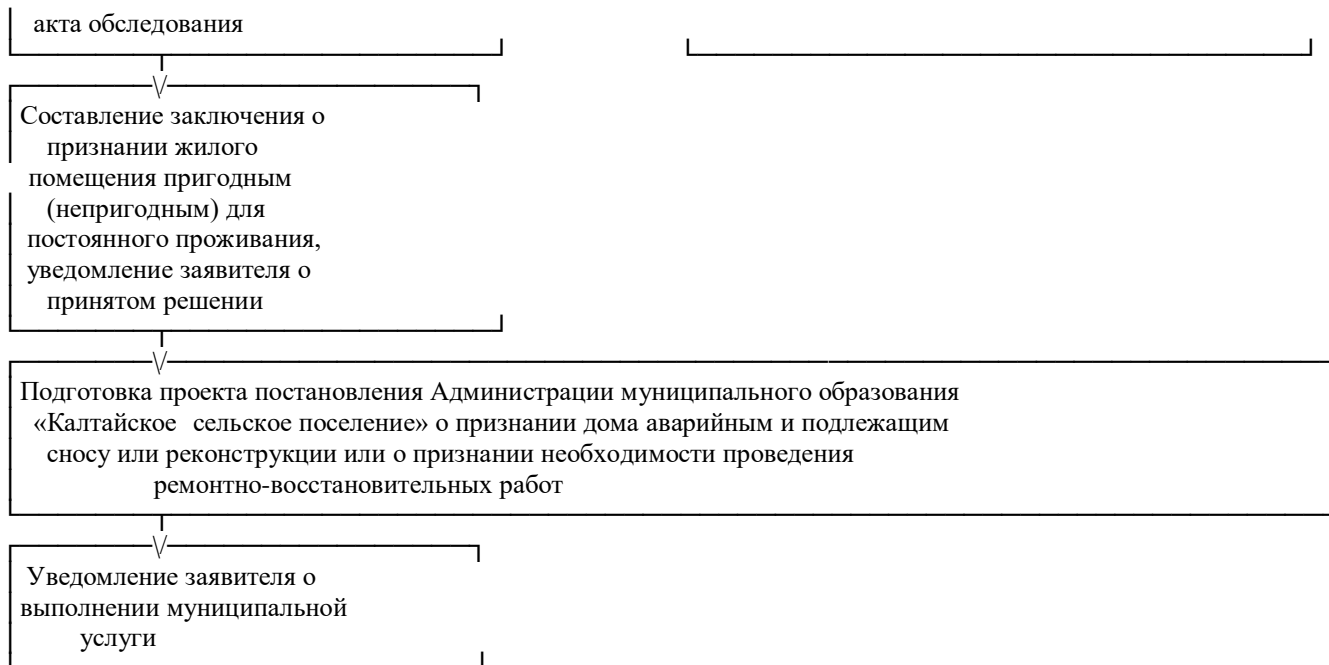 акта обследования
Составление заключения о
признании жилого
помещения пригодным
(непригодным) для
постоянного проживания,
уведомление заявителя о
принятом решении
Подготовка проекта постановления Администрации муниципального образования
«Калтайское сельское поселение» о признании дома аварийным и подлежащим
сносу или реконструкции или о признании необходимости проведения
ремонтно-восстановительных работ
Уведомление заявителя о
выполнении муниципальной
услуги